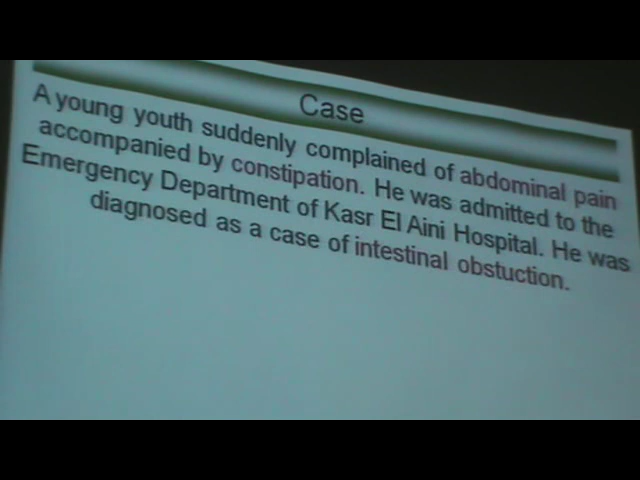 Case
A young youth suddenly complained of abdominal pain
accompanied by constipation. He was admitted to the
Emergency Department of Kasr El Aini Hospital. He was
diagnosed as a case of intestinal obstuction.